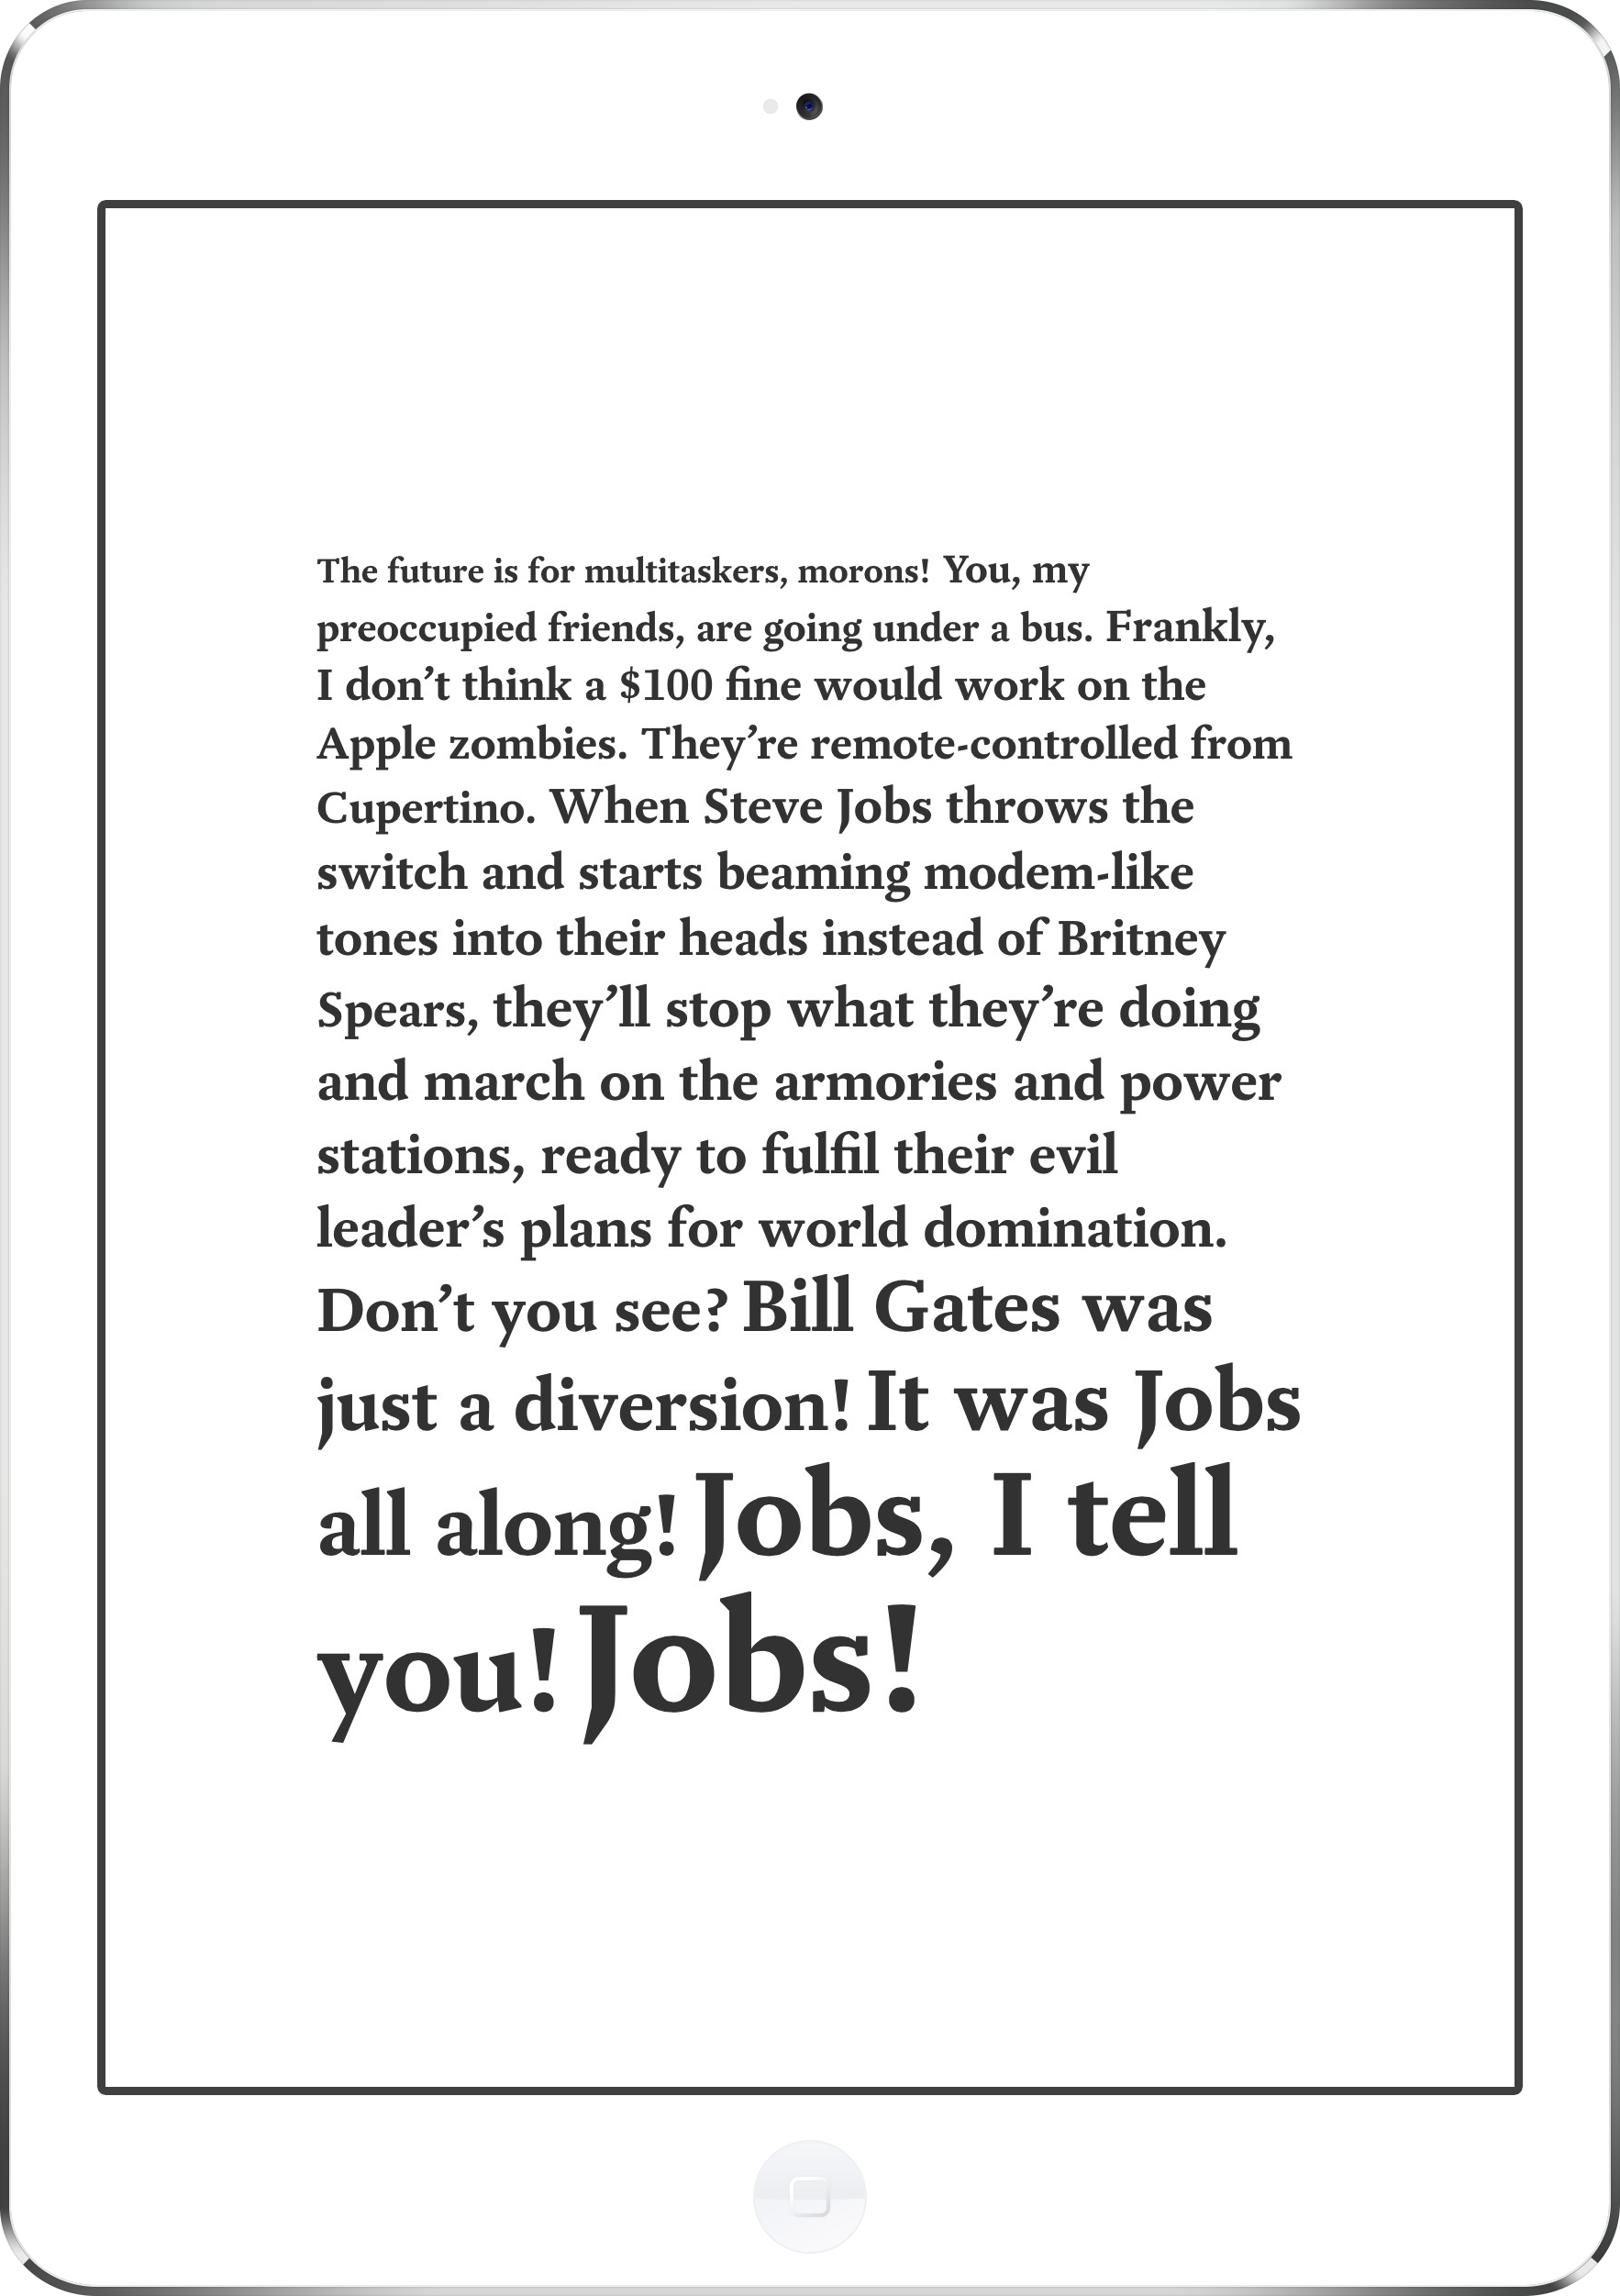 The future is for multitaskers, morons! You, my
preoccupied friends, are going under a bus. Frankly,
I don’t think a $100 fine would work on the
Apple zombies. They’re remote-controlled from
Cupertino. When Steve Jobs throws the
switch and starts beaming modem-like
tones into their heads instead of Britney
Spears, they’ll stop what they’re doing
and march on the armories and power
stations, ready to fulfil their evil
leader’s plans for world domination.
Don’t you see? Bill Gates was
just a diversion! It was Jobs
all along! Jobs, I tell
you! Jobs!